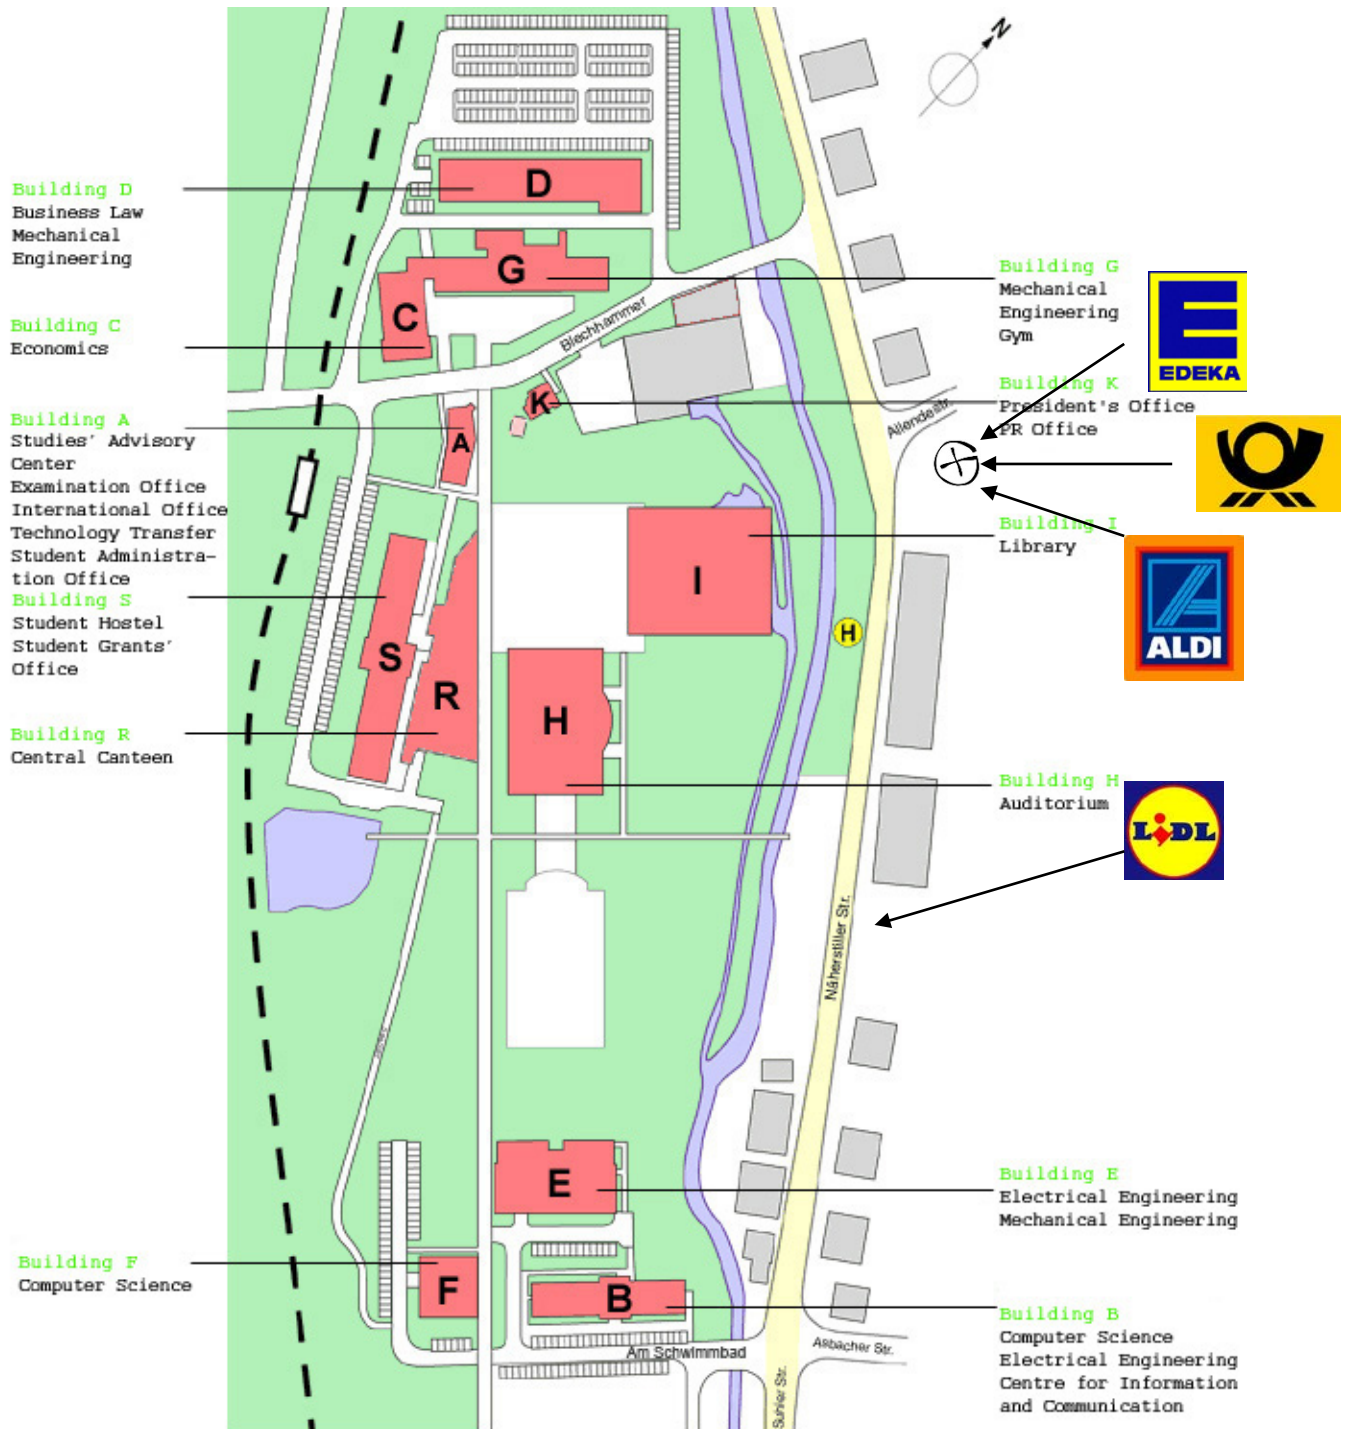 N
Building D
Business Law
Mechanical
Engineering
Building C
Economics
Building A
Studies' Advisory
Center
Examination Office
International Office
Technology Transfer
Student Administra-
tion Office
Building S
Student Hostel
Student Grants'
Office
Building R
Central Canteen
Building F
Computer Science
D
G
C
Blechhammer
K
A
I
S
R
H
H
E
F
B
Allendestr.
Näherstiller Str.
Am Schwimmbad
Asbacher Str.
Suhler Str.
Building G
Mechanical
Engineering
Gym
Building K
President's Office
PR Office
Building I
Library
Building H
Auditorium
Building E
Electrical Engineering
Mechanical Engineering
Building B
Computer Science
Electrical Engineering
Centre for Information
and Communication
E
EDEKA
ALDI
LIDL